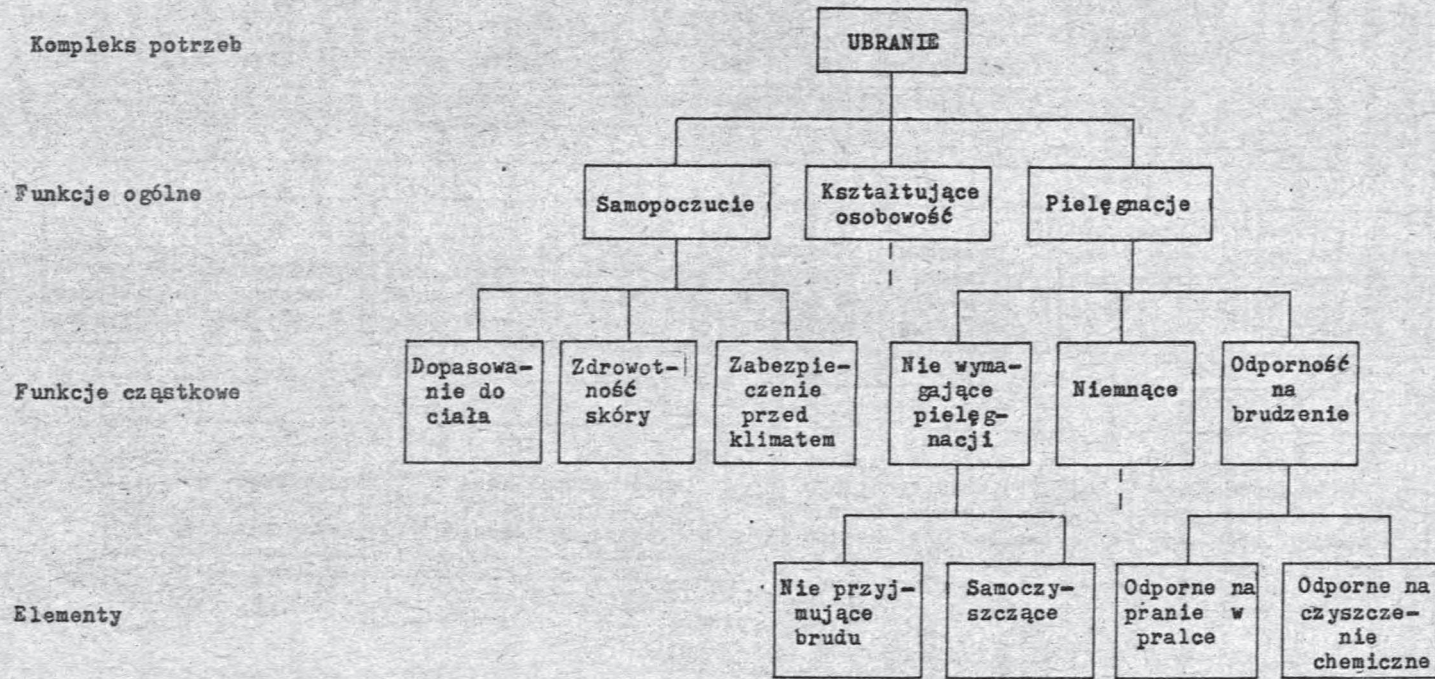 Kompleks potrzeb
UBRANIE
Funkcje ogólne
Samopoczucie
Kształtujące
osobowość
Pielęgnacje
Funkcje cząstkowe
Dopasowa-
nie do
ciała
Zdrowot-
ność
skóry
Zabezpie-
czenie
przed
klimatem
Nie wyma-
gające
pielęg-
nacji
Niemnące
Odporność
na
brudzenie
Elementy
Nie przyj-
mujące
brudu
Samoczy-
szczące
Odporne na
pranie w
pralce
Odporne na
czyszcze-
nie
chemiczne